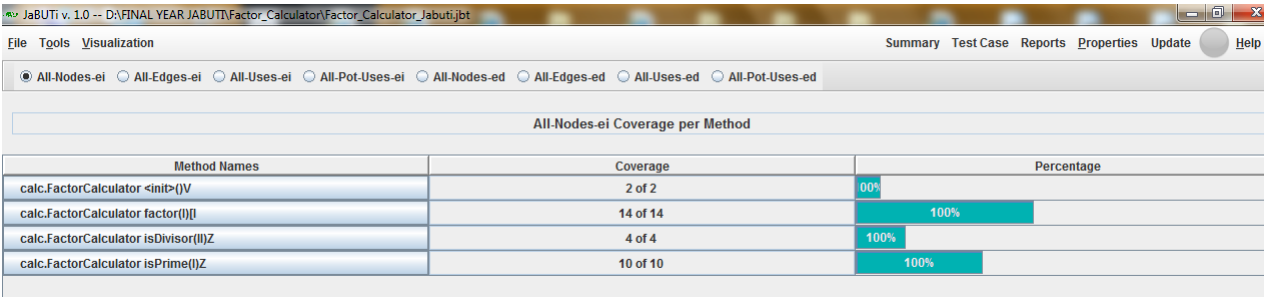 JaBUTi v. 1.0 -- D:\FINAL YEAR JABUTI\Factor_Calculator\Factor_Calculator_Jabuti.jbt
File Tools Visualization Summary Test Case Reports Properties Update Help
All-Nodes-ei All-Edges-ei All-Uses-ei All-Pot-Uses-ei All-Nodes-ed All-Edges-ed All-Uses-ed All-Pot-Uses-ed
All-Nodes-ei Coverage per Method
Method Names Coverage Percentage
calc.FactorCalculator <init>()V 2 of 2 00%
calc.FactorCalculator factor(I)[I 14 of 14 100%
calc.FactorCalculator isDivisor(II)Z 4 of 4 100%
calc.FactorCalculator isPrime(I)Z 10 of 10 100%